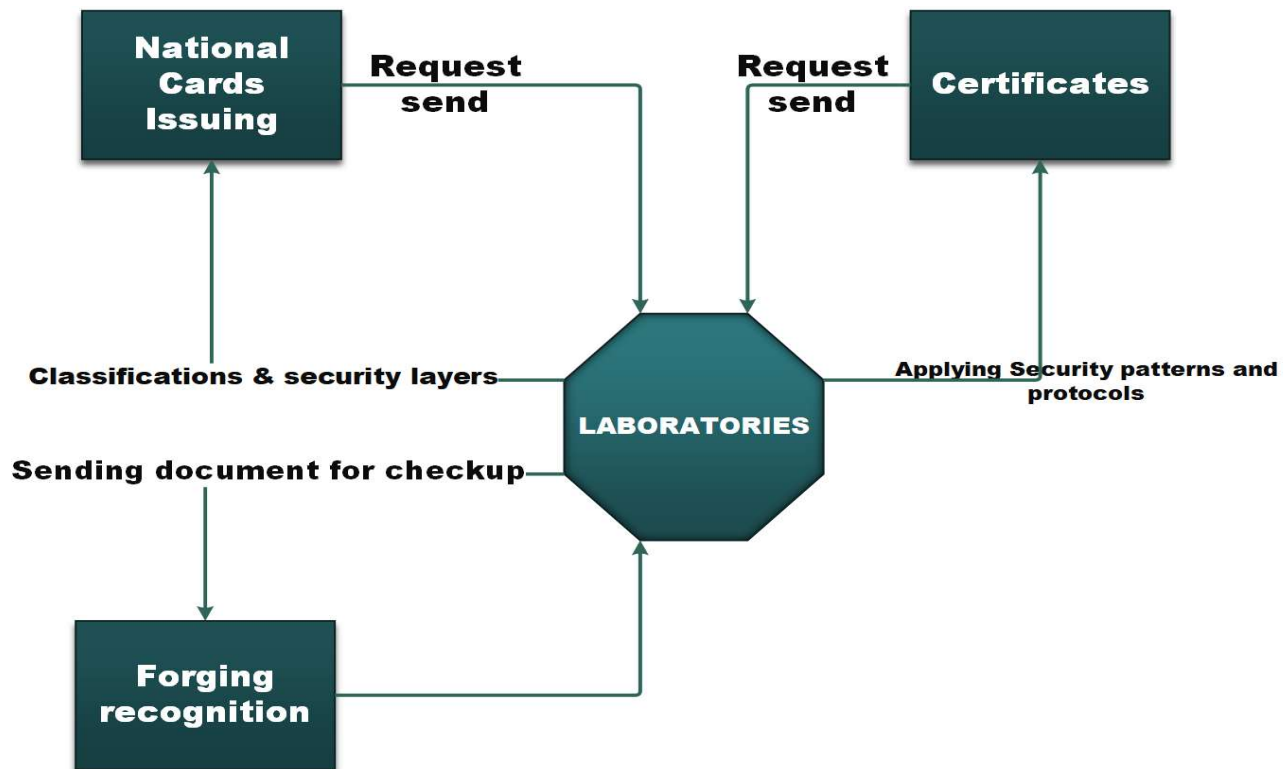 National
Cards
Issuing
Request
send
Request
send
Certificates
Classifications & security layers
Applying Security patterns and
protocols
LABORATORIES
Sending document for checkup
Forging
recognition